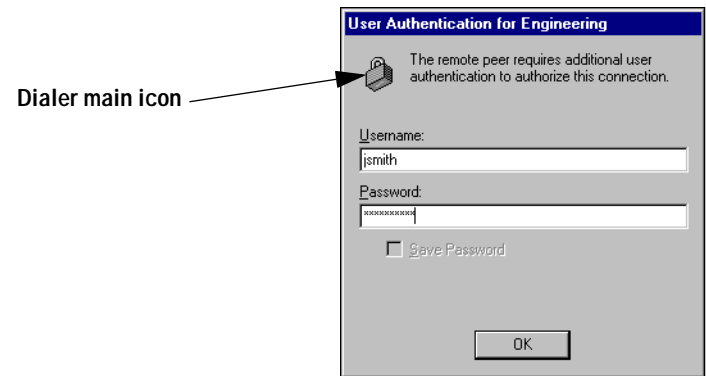 User Authentication for Engineering
The remote peer requires additional user
authentication to authorize this connection.
Dialer main icon
Username:
jsmith
Password:
**********
Save Password
OK